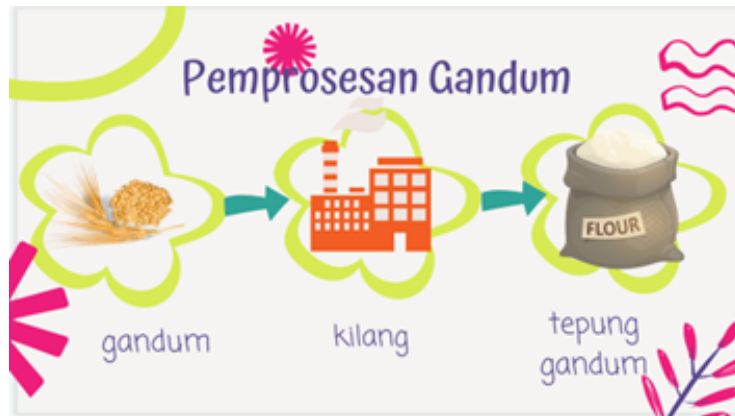 Pemprosesan Gandum
FLOUR
gandum
kilang
tepung
gandum